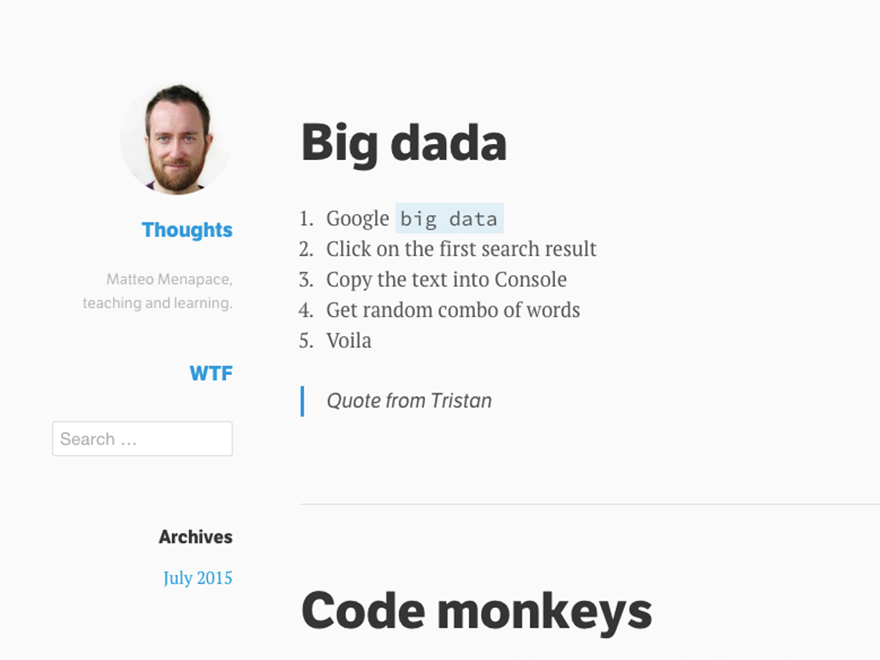 Thoughts
Matteo Menapace,
teaching and learning.
WTF
Search ...
Archives
July 2015
Big dada
1. Google big data
2. Click on the first search result
3. Copy the text into Console
4. Get random combo of words
5. Voila
Quote from Tristan
Code monkeys